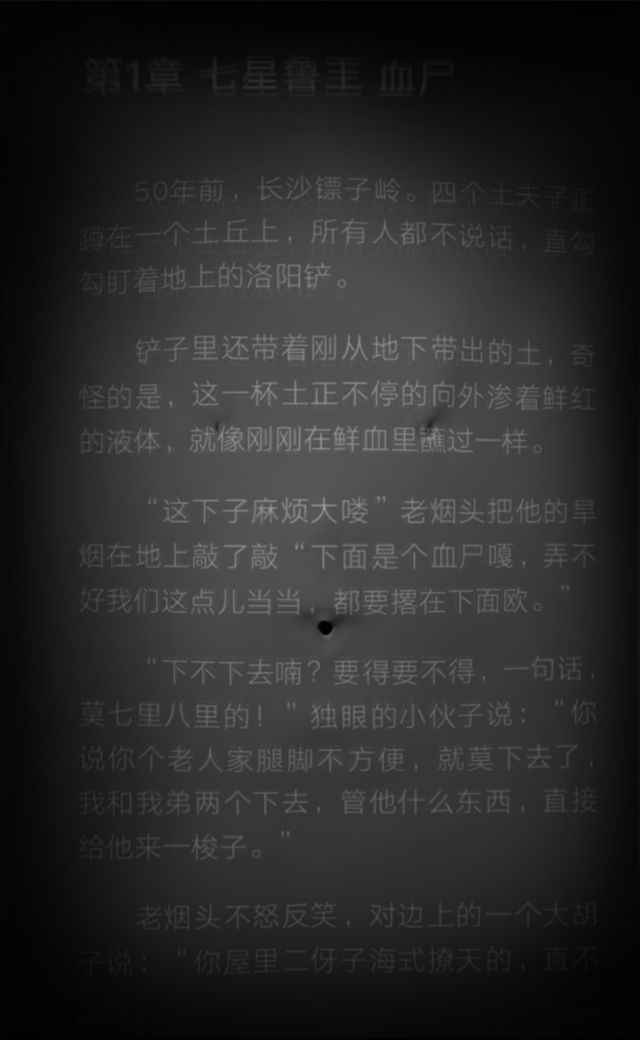 第1章 七星鲁王 血尸
50年前，长沙镖子岭。四个土夫子正
蹲在一个土丘上，所有人都不说话，直勾
勾盯着地上的洛阳铲。
铲子里还带着刚从地下带出的土，奇
怪的是，这一杯土正不停的向外渗着鲜红
的液体，就像刚刚在鲜血里蘸过一样。
“这下子麻烦大喽”老烟头把他的旱
烟在地上敲了敲“下面是个血尸嘎，弄不
好我们这点儿当当，都要撂在下面欧。”
“下不下去喃？要得要不得，一句话，
莫七里八里的！”独眼的小伙子说：“你
说你个老人家腿脚不方便，就莫下去了，
我和我弟两个下去，管他什么东西，直接
给他来一梭子。”
老烟头不怒反笑，对边上的一个大胡
子说：“你屋里二伢子海式撩天的，直不